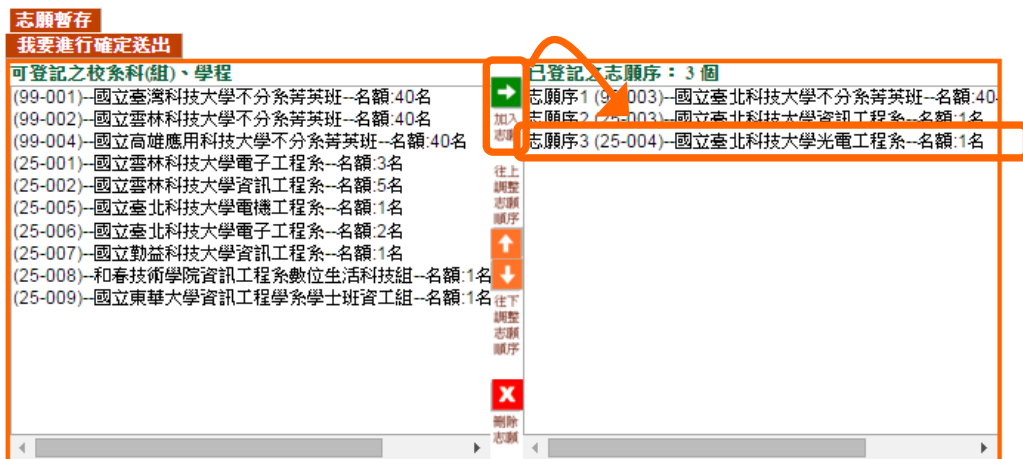 志願暫存
我要進行確定送出
可登記之校系科(組)、學程
(99-001)--國立臺灣科技大學不分系菁英班--名額:40名
(99-002)--國立雲林科技大學不分系菁英班--名額:40名
(99-004)--國立高雄應用科技大學不分系菁英班--名額:40名
(25-001)--國立雲林科技大學電子工程系--名額:3名
(25-002)--國立雲林科技大學資訊工程系--名額:5名
(25-005)--國立臺北科技大學電機工程系--名額:1名
(25-006)--國立臺北科技大學電子工程系--名額:2名
(25-007)--國立勤益科技大學資訊工程系--名額:1名
(25-008)--和春技術學院資訊工程系數位生活科技組--名額:1名
(25-009)--國立東華大學資訊工程學系學士班資工組--名額:1名
加入
志願
往上
調整
志願
順序
往下
調整
志願
順序
X
刪除
志願
已登記之志願序：3 個
志願序1 (99-003)--國立臺北科技大學不分系菁英班--名額:40
志願序2 (25-003)--國立臺北科技大學資訊工程系--名額:1名
志願序3 (25-004)--國立臺北科技大學光電工程系--名額:1名